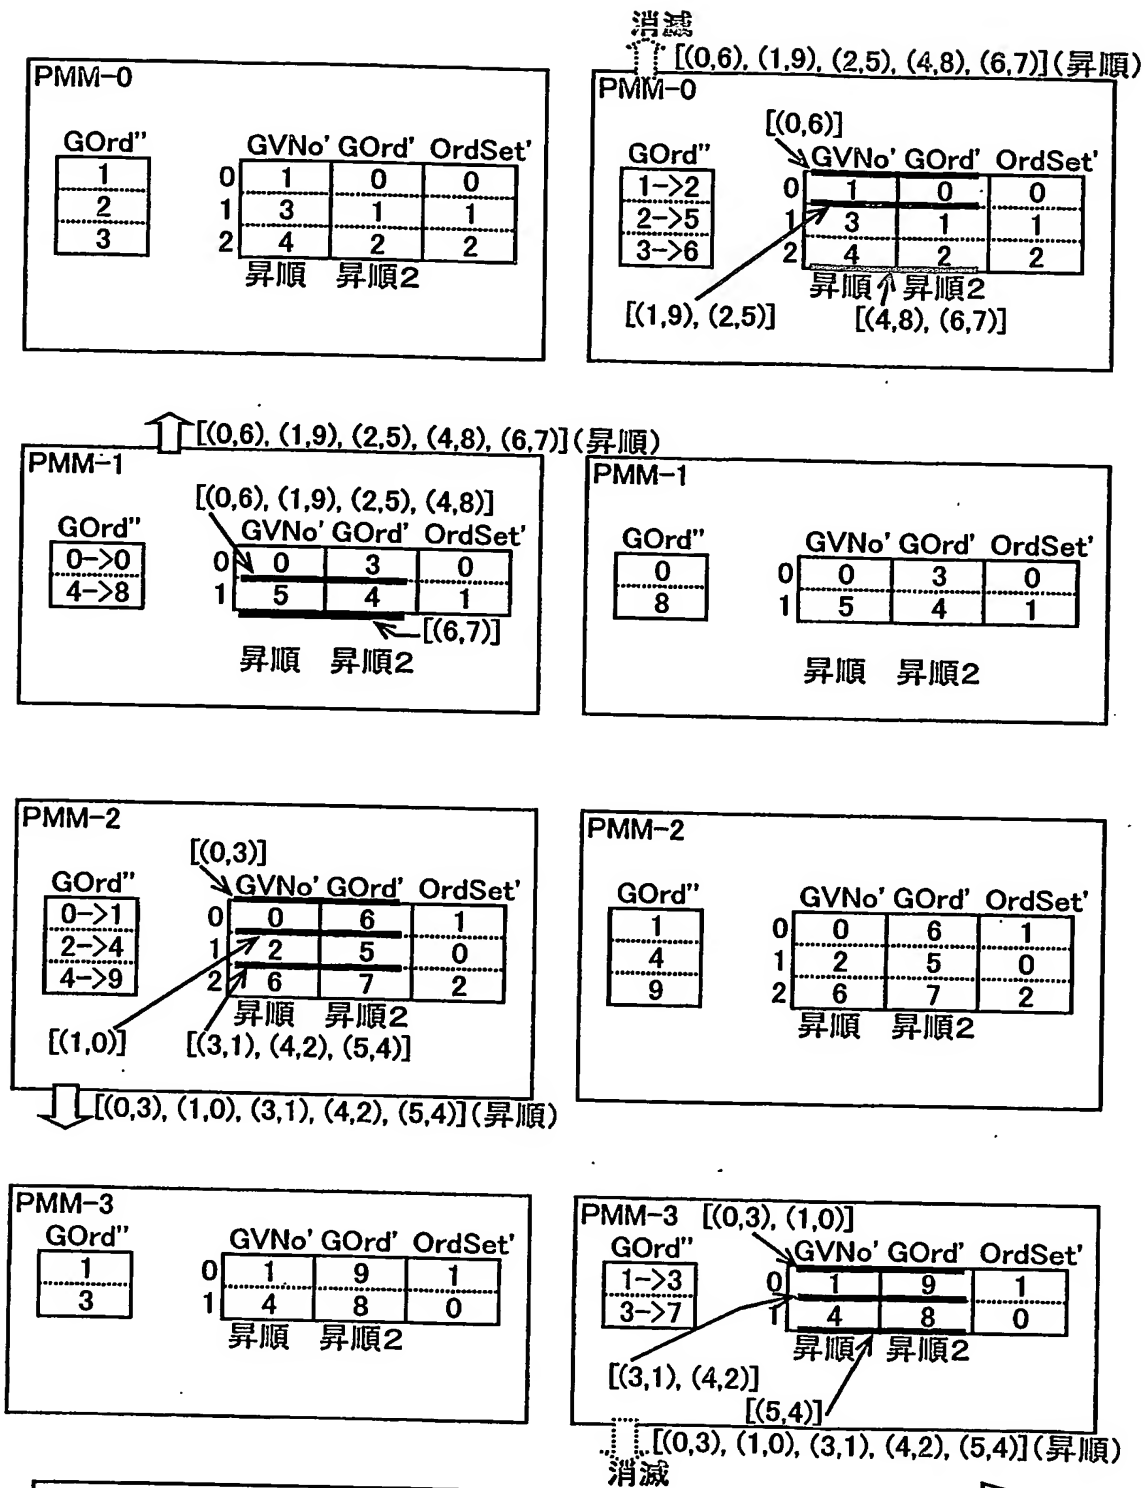 PMM-0
GOrd"
1
2
3
GVNo' GOrd' OrdSet'
0 1 0 0
1 3 1 1
2 4 2 2
昇順 昇順2
消滅
[(0,6), (1,9), (2,5), (4,8), (6,7)](昇順)
PMM-0
[(0,6)]
GOrd"
1->2
2->5
3->6
GVNo' GOrd' OrdSet'
0 1 0 0
1 3 1 1
2 4 2 2
昇順 昇順2
[(1,9), (2,5)]
[(4,8), (6,7)]
[(0,6), (1,9), (2,5), (4,8), (6,7)](昇順)
PMM-1
[(0,6), (1,9), (2,5), (4,8)]
GOrd"
0->0
4->8
GVNo' GOrd' OrdSet'
0 0 3 0
1 5 4 1
[(6,7)]
昇順 昇順2
PMM-1
GOrd"
0
8
GVNo' GOrd' OrdSet'
0 0 3 0
1 5 4 1
昇順 昇順2
PMM-2
[(0,3)]
GOrd"
0->1
2->4
4->9
GVNo' GOrd' OrdSet'
0 0 6 1
1 2 5 0
2 6 7 2
昇順 昇順2
[(1,0)]
[(3,1), (4,2), (5,4)]
[(0,3), (1,0), (3,1), (4,2), (5,4)](昇順)
PMM-2
GOrd"
1
4
9
GVNo' GOrd' OrdSet'
0 0 6 1
1 2 5 0
2 6 7 2
昇順 昇順2
PMM-3
GOrd"
1
3
GVNo' GOrd' OrdSet'
0 1 9 1
1 4 8 0
昇順 昇順2
PMM-3
[(0,3), (1,0)]
GOrd"
1->3
3->7
GVNo' GOrd' OrdSet'
0 1 9 1
1 4 8 0
昇順 昇順2
[(3,1), (4,2)]
[(5,4)]
[(0,3), (1,0), (3,1), (4,2), (5,4)](昇順)
消滅